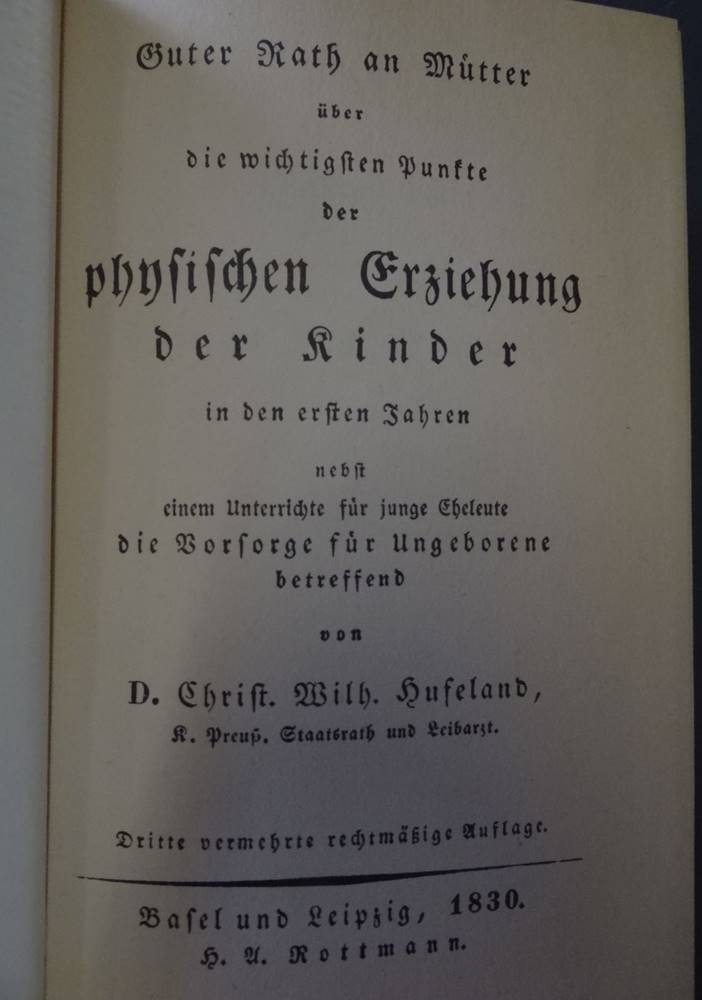 Guter Rath an Mütter
über
die wichtigsten Punkte
der
physischen Erziehung
der Kinder
in den ersten Jahren
nebst
einem Unterrichte für junge Eheleute
die Vorsorge für Ungeborene
betreffend
von
D. Christ. Wilh. Hufeland,
K. Preuß. Staatsrath und Leibarzt.
Dritte vermehrte rechtmäßige Auflage.
Basel und Leipzig, 1830.
H. A. Rottmann.